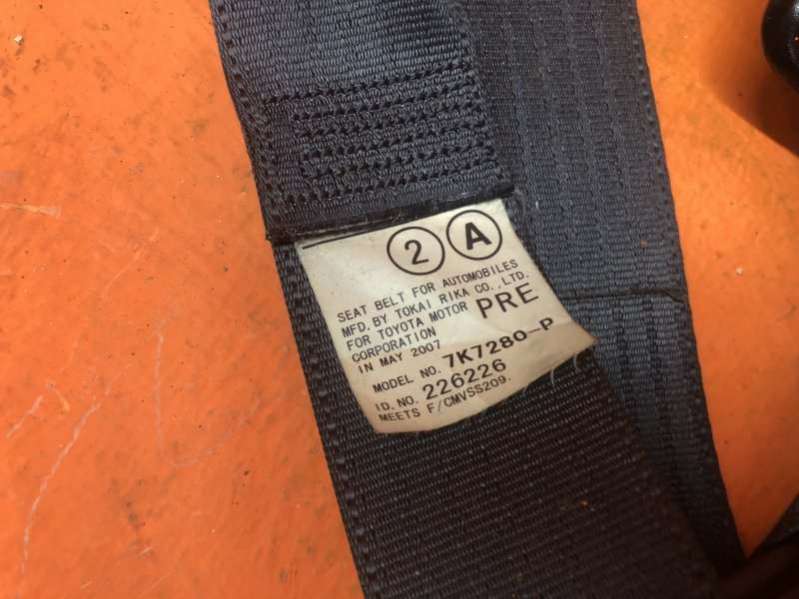 2 A
SEAT BELT FOR AUTOMOBILES
MFD. BY TOKAI RIKA CO., LTD.
FOR TOYOTA MOTOR PRE
CORPORATION
IN MAY 2007
MODEL NO. 7K7280-P
ID. NO. 226226
MEETS F/CMVSS209.